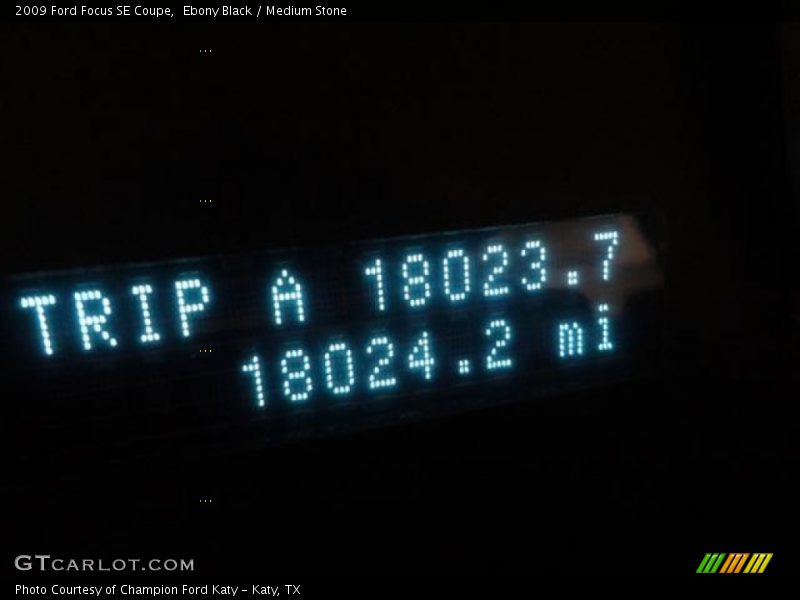 2009 Ford Focus SE Coupe,  Ebony Black / Medium Stone
...
...
TRIP A 18023.7
...
18024.2 mi
...
GTCARLOT.COM
Photo Courtesy of Champion Ford Katy - Katy, TX